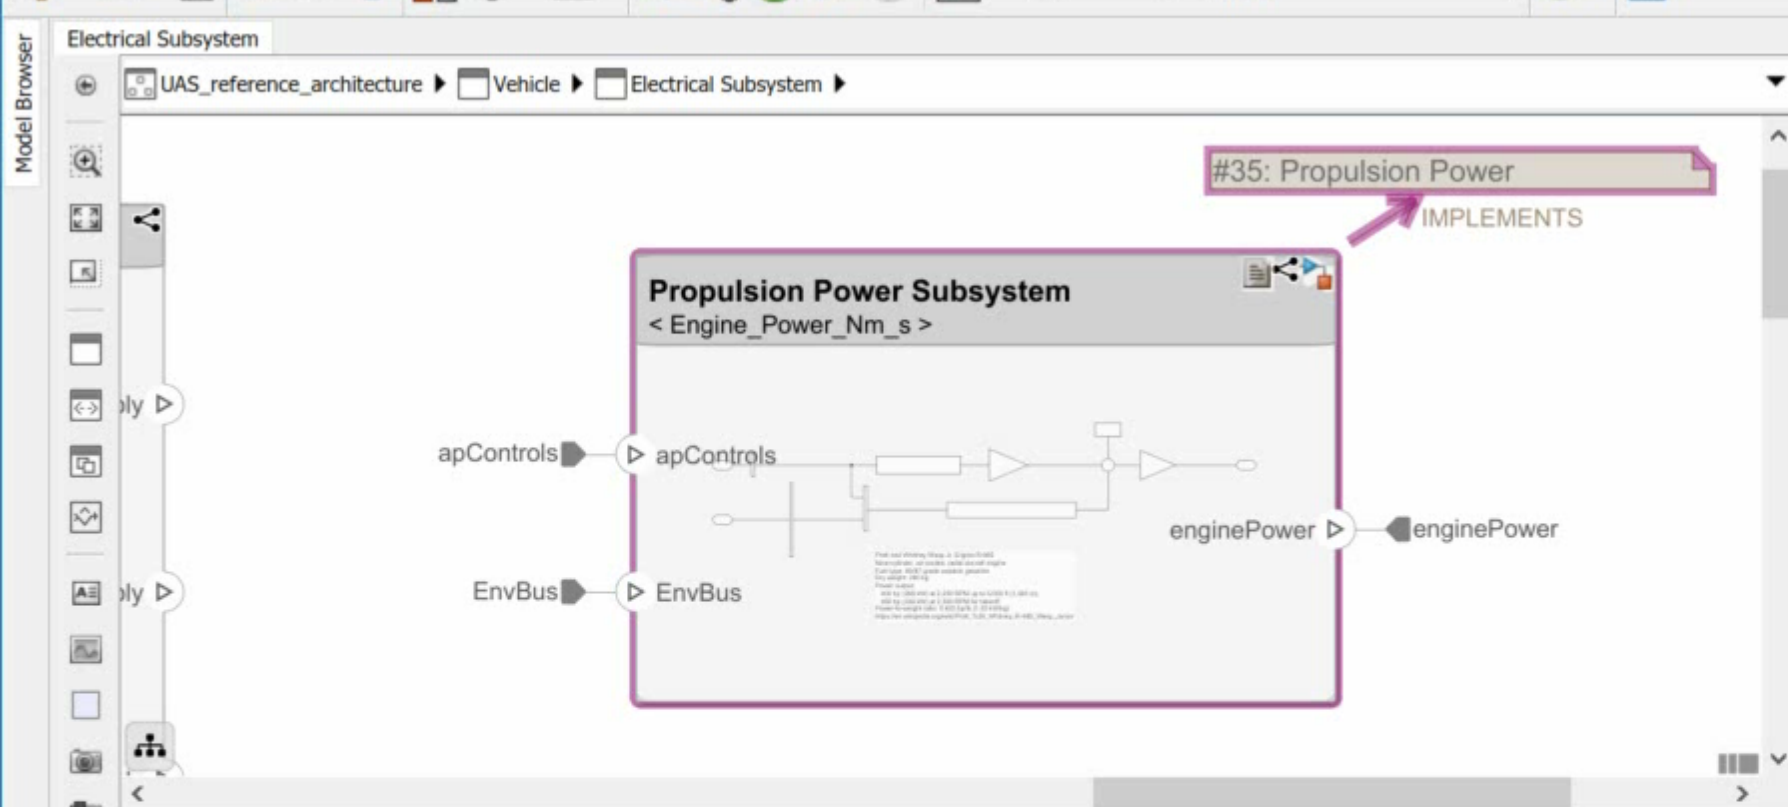 Electrical Subsystem
Model Browser
UAS_reference_architecture
Vehicle
Electrical Subsystem
#35: Propulsion Power
IMPLEMENTS
Propulsion Power Subsystem
< Engine_Power_Nm_s >
ply
apControls
apControls
enginePower
enginePower
EnvBus
EnvBus
ply